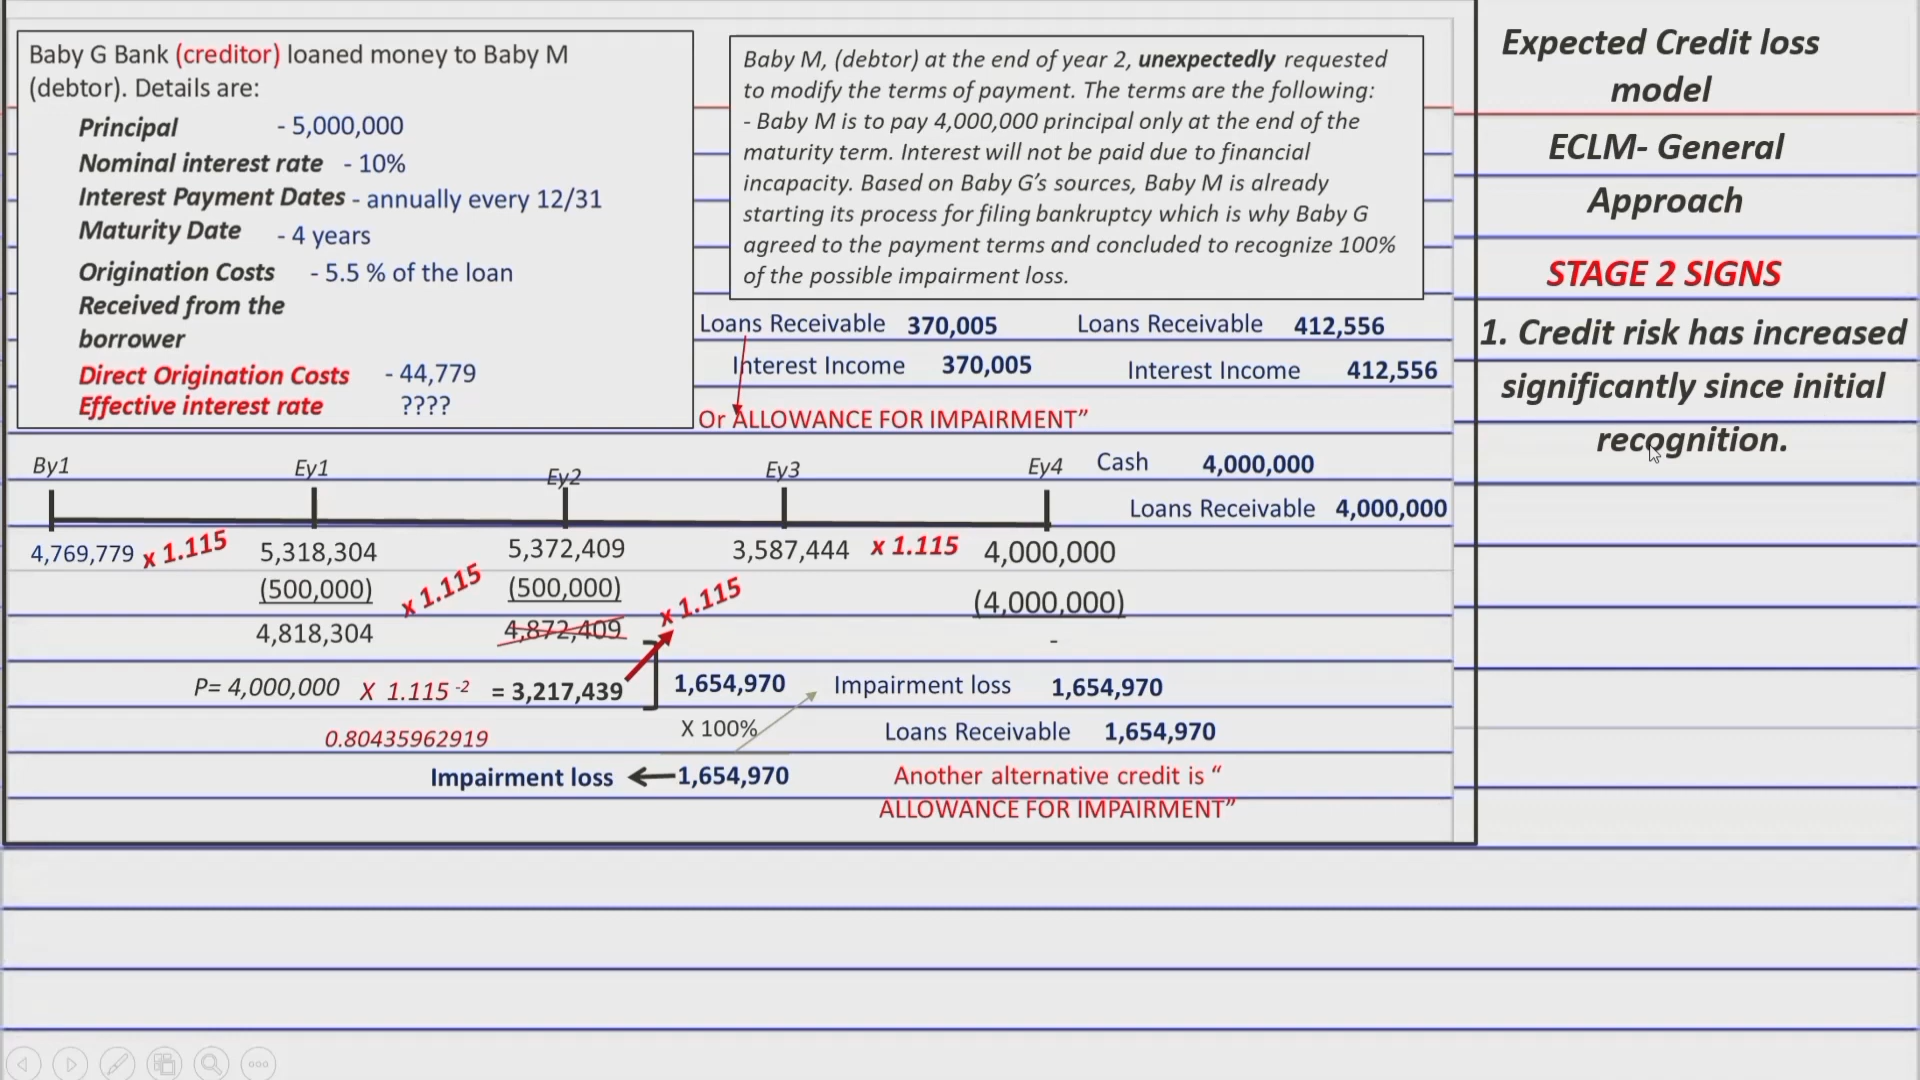 Baby G Bank (creditor) loaned money to Baby M
(debtor). Details are:
Principal - 5,000,000
Nominal interest rate - 10%
Interest Payment Dates - annually every 12/31
Maturity Date - 4 years
Origination Costs - 5.5 % of the loan
Received from the
borrower
Direct Origination Costs - 44,779
Effective interest rate ????
Baby M, (debtor) at the end of year 2, unexpectedly requested
to modify the terms of payment. The terms are the following:
- Baby M is to pay 4,000,000 principal only at the end of the
maturity term. Interest will not be paid due to financial
incapacity. Based on Baby G's sources, Baby M is already
starting its process for filing bankruptcy which is why Baby G
agreed to the payment terms and concluded to recognize 100%
of the possible impairment loss.
Loans Receivable 370,005
Interest Income 370,005
Or ALLOWANCE FOR IMPAIRMENT”
Loans Receivable 412,556
Interest Income 412,556
Cash 4,000,000
Loans Receivable 4,000,000
By1 Ey1 Ey2 Ey3 Ey4
4,769,779 x 1.115 5,318,304 5,372,409 3,587,444 x 1.115 4,000,000
(500,000) x 1.115 (500,000) x 1.115 (4,000,000)
4,818,304 4,872,409 -
P= 4,000,000 X 1.115 -2 = 3,217,439 1,654,970
0.80435962919 X 100%
Impairment loss 1,654,970
Impairment loss 1,654,970
Loans Receivable 1,654,970
Another alternative credit is “
ALLOWANCE FOR IMPAIRMENT”
Expected Credit loss
model
ECLM- General
Approach
STAGE 2 SIGNS
1. Credit risk has increased
significantly since initial
recognition.